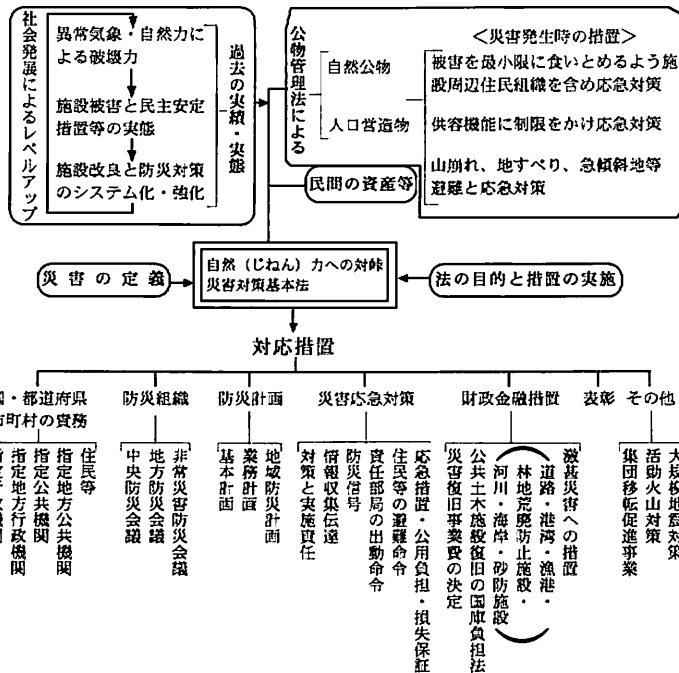 社会発展によるレベルアップ
異常気象・自然力に
よる破壊力
施設被害と民主安定
措置等の実態
施設改良と防災対策
のシステム化・強化
過去の実績・実態
公物管理法による
自然公物
人口営造物
＜災害発生時の措置＞
被害を最小限に食いとめるよう施
設周辺住民組織を含め応急対策
供容機能に制限をかけ応急対策
山崩れ、地すべり、急傾斜地等
避難と応急対策
民間の資産等
災害の定義
自然（じねん）力への対峙
災害対策基本法
法の目的と措置の実施
対応措置
・都道府県
市町村の責務
防災組織
防災計画
災害応急対策
財政金融措置
表彰
その他
住民等
指定地方公共機関
指定公共機関
指定地方行政機関
指定行政機関
非常災害防災会議
地方防災会議
中央防災会議
地域防災計画
業務計画
基本計画
応急措置・公用負担・損失保証
住民等の避難命令
責任部局の出動命令
防災信号
情報収集伝達
対策と実施責任
激甚災害への措置
（道路・港湾・漁港・
林地荒廃防止施設・
河川・海岸・砂防施設）
公共土木施設復旧の国庫負担法
災害復旧事業費の決定
大規模地震対策
活動火山対策
集団移転促進事業